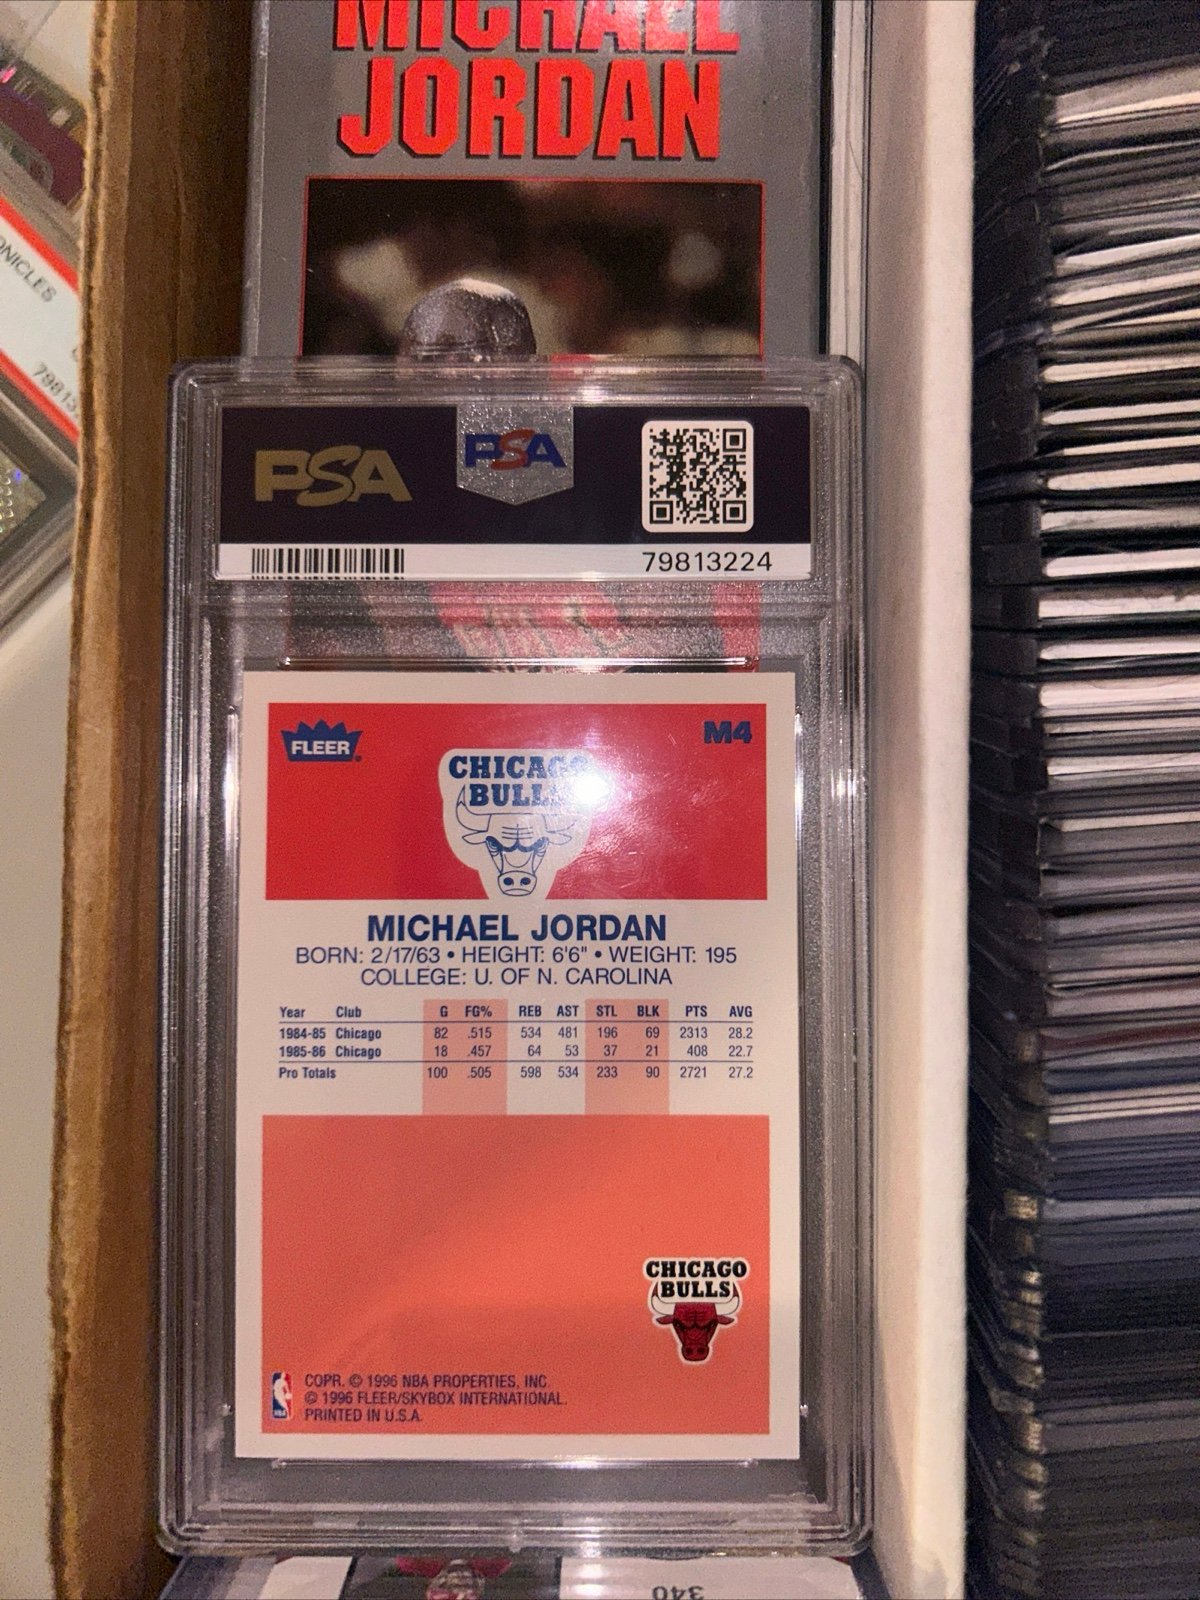 MICHAEL
JORDAN
PSA
PSA
79813224
FLEER
M4
CHICAGO
BULLS
MICHAEL JORDAN
BORN: 2/17/63 • HEIGHT: 6'6" • WEIGHT: 195
COLLEGE: U. OF N. CAROLINA
Year Club G FG% REB AST STL BLK PTS AVG
1984-85 Chicago 82 .515 534 481 196 69 2313 28.2
1985-86 Chicago 18 .457 64 53 37 21 408 22.7
Pro Totals 100 .505 598 534 233 90 2721 27.2
CHICAGO
BULLS
NBA
COPR. © 1996 NBA PROPERTIES, INC.
© 1996 FLEER/SKYBOX INTERNATIONAL.
PRINTED IN U.S.A.
340